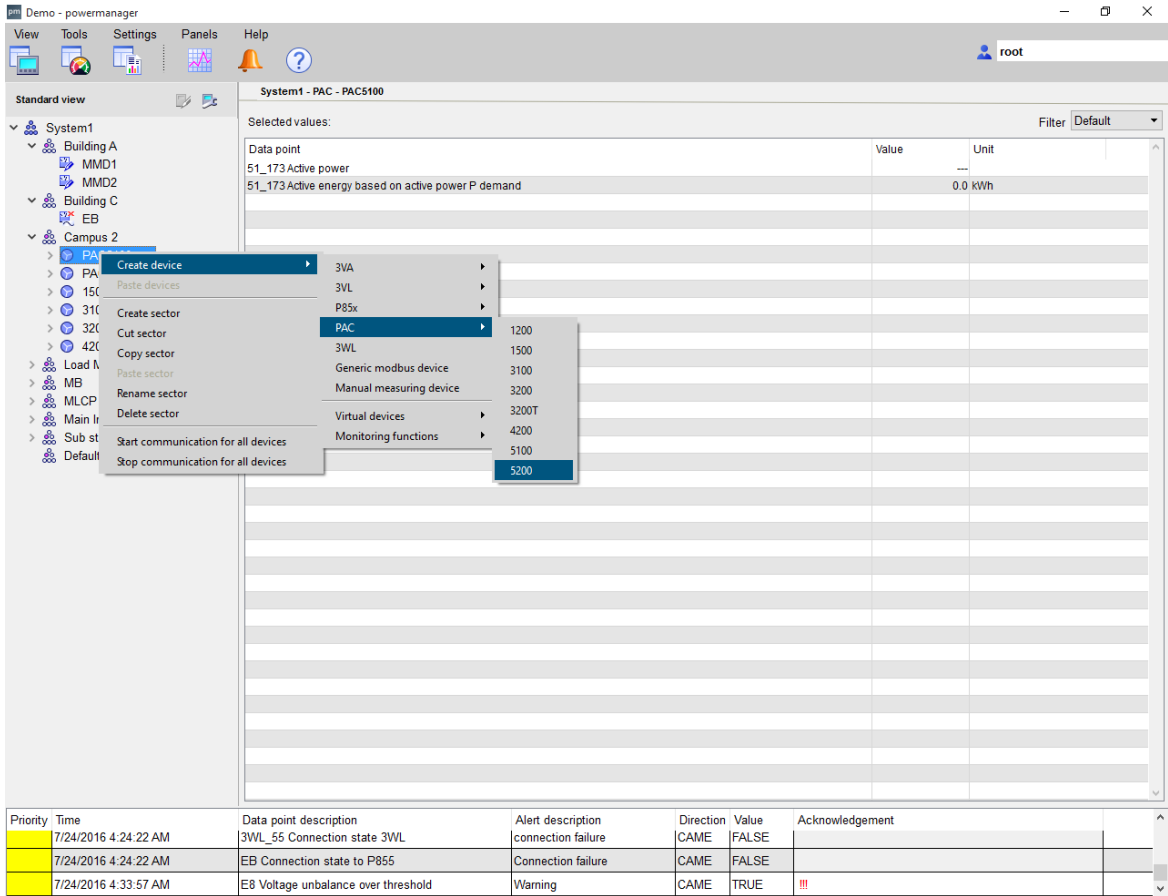 pm Demo - powermanager
View Tools Settings Panels Help
root
Standard view
System1 - PAC - PAC5100
System1
Building A
MMD1
MMD2
Building C
EB
Campus 2
Load
MB
MLCP
Main
Sub
Default
Selected values:
Filter Default
Data point Value Unit
51_173 Active power ---
51_173 Active energy based on active power P demand 0.0 kWh
Create device
Paste devices
Create sector
Cut sector
Copy sector
Paste sector
Rename sector
Delete sector
Start communication for all devices
Stop communication for all devices
3VA
3VL
P85x
PAC
3WL
Generic modbus device
Manual measuring device
Virtual devices
Monitoring functions
1200
1500
3100
3200
3200T
4200
5100
5200
Priority Time Data point description Alert description Direction Value Acknowledgement
7/24/2016 4:24:22 AM 3WL_55 Connection state 3WL connection failure CAME FALSE
7/24/2016 4:24:22 AM EB Connection state to P855 Connection failure CAME FALSE
7/24/2016 4:33:57 AM E8 Voltage unbalance over threshold Warning CAME TRUE !!!